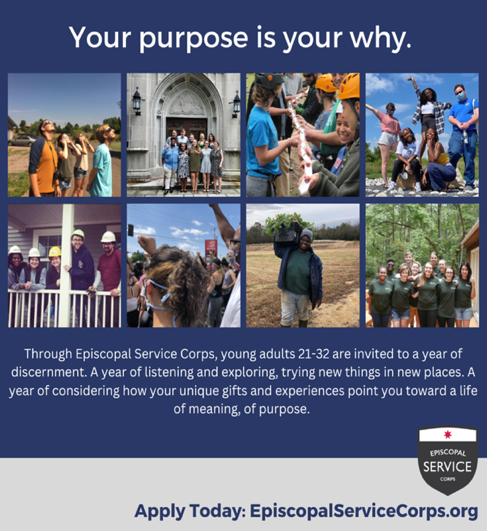 Your purpose is your why.
Through Episcopal Service Corps, young adults 21-32 are invited to a year of
discernment. A year of listening and exploring, trying new things in new places. A
year of considering how your unique gifts and experiences point you toward a life
of meaning, of purpose.
EPISCOPAL
SERVICE
CORPS
Apply Today: EpiscopalServiceCorps.org